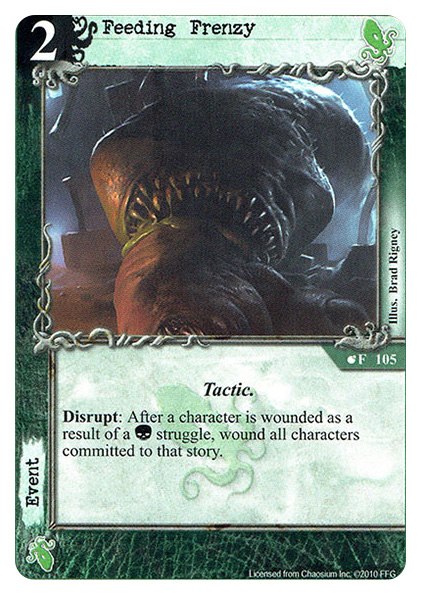 2
Feeding Frenzy
Illus. Brad Rigney
F 105
Tactic.
Disrupt: After a character is wounded as a
result of a struggle, wound all characters
committed to that story.
Event
Licensed from Chaosium Inc. ©2010 FFG